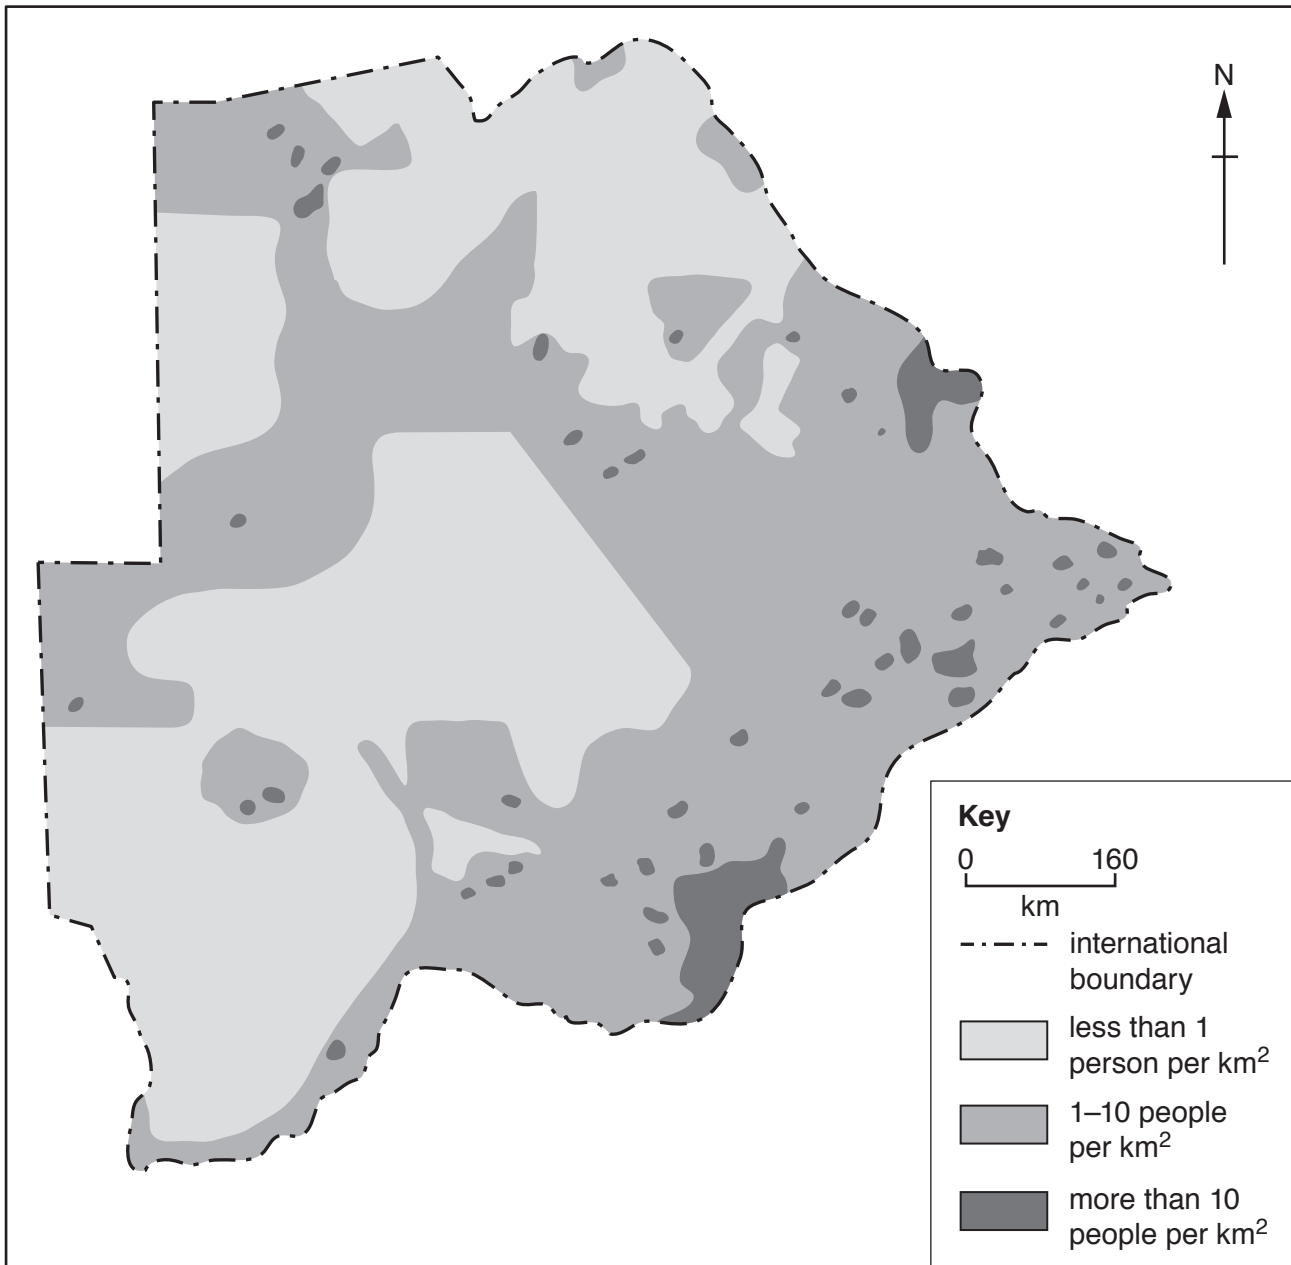 N
Key
0 160
km
international
boundary
less than 1
person per km²
1–10 people
per km²
more than 10
people per km²